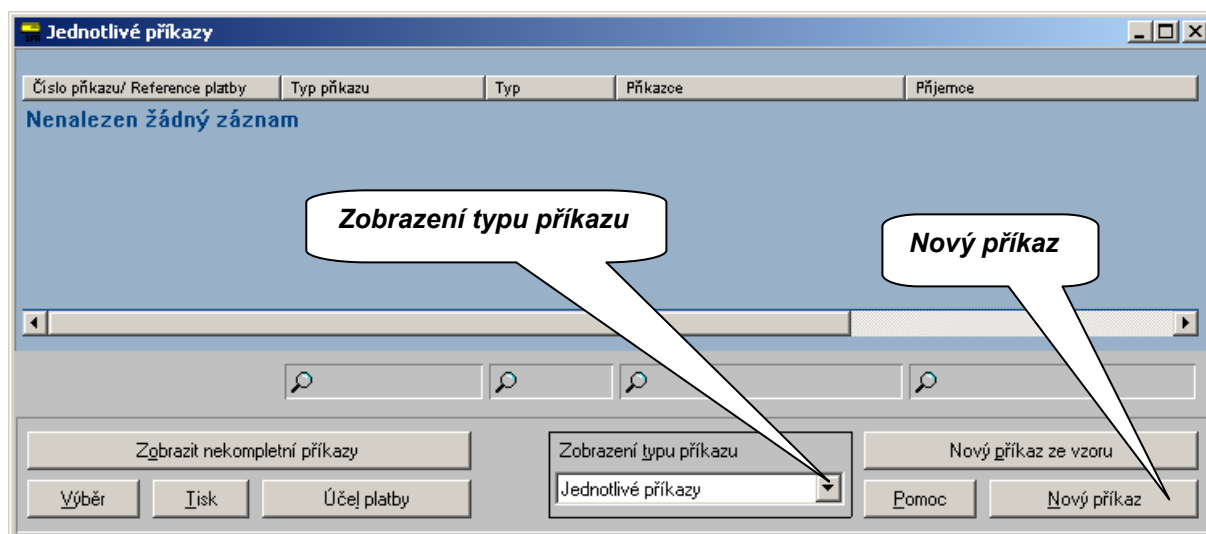 Jednotlivé příkazy
Číslo příkazu/ Reference platby Typ příkazu Typ Příkazce Příjemce
Nenalezen žádný záznam
Zobrazení typu příkazu
Nový příkaz
Zobrazit nekompletní příkazy
Zobrazení typu příkazu
Nový příkaz ze vzoru
Výběr Tisk Účel platby
Jednotlivé příkazy
Pomoc Nový příkaz